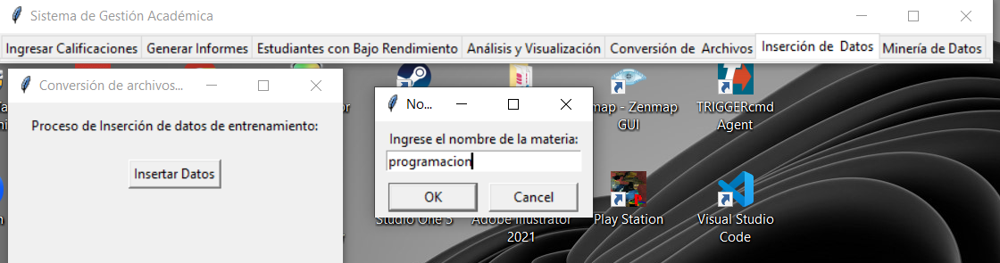 Sistema de Gestión Académica
Ingresar Calificaciones Generar Informes Estudiantes con Bajo Rendimiento Análisis y Visualización Conversión de Archivos Inserción de Datos Minería de Datos
Conversión de archivos...
Proceso de Inserción de datos de entrenamiento:
Insertar Datos
No...
Ingrese el nombre de la materia:
programacion
OK Cancel
map - Zenmap
GUI
TRIGGERcmd
Agent
Studio One 5
Adobe Illustrator
2021
Play Station
Visual Studio
Code